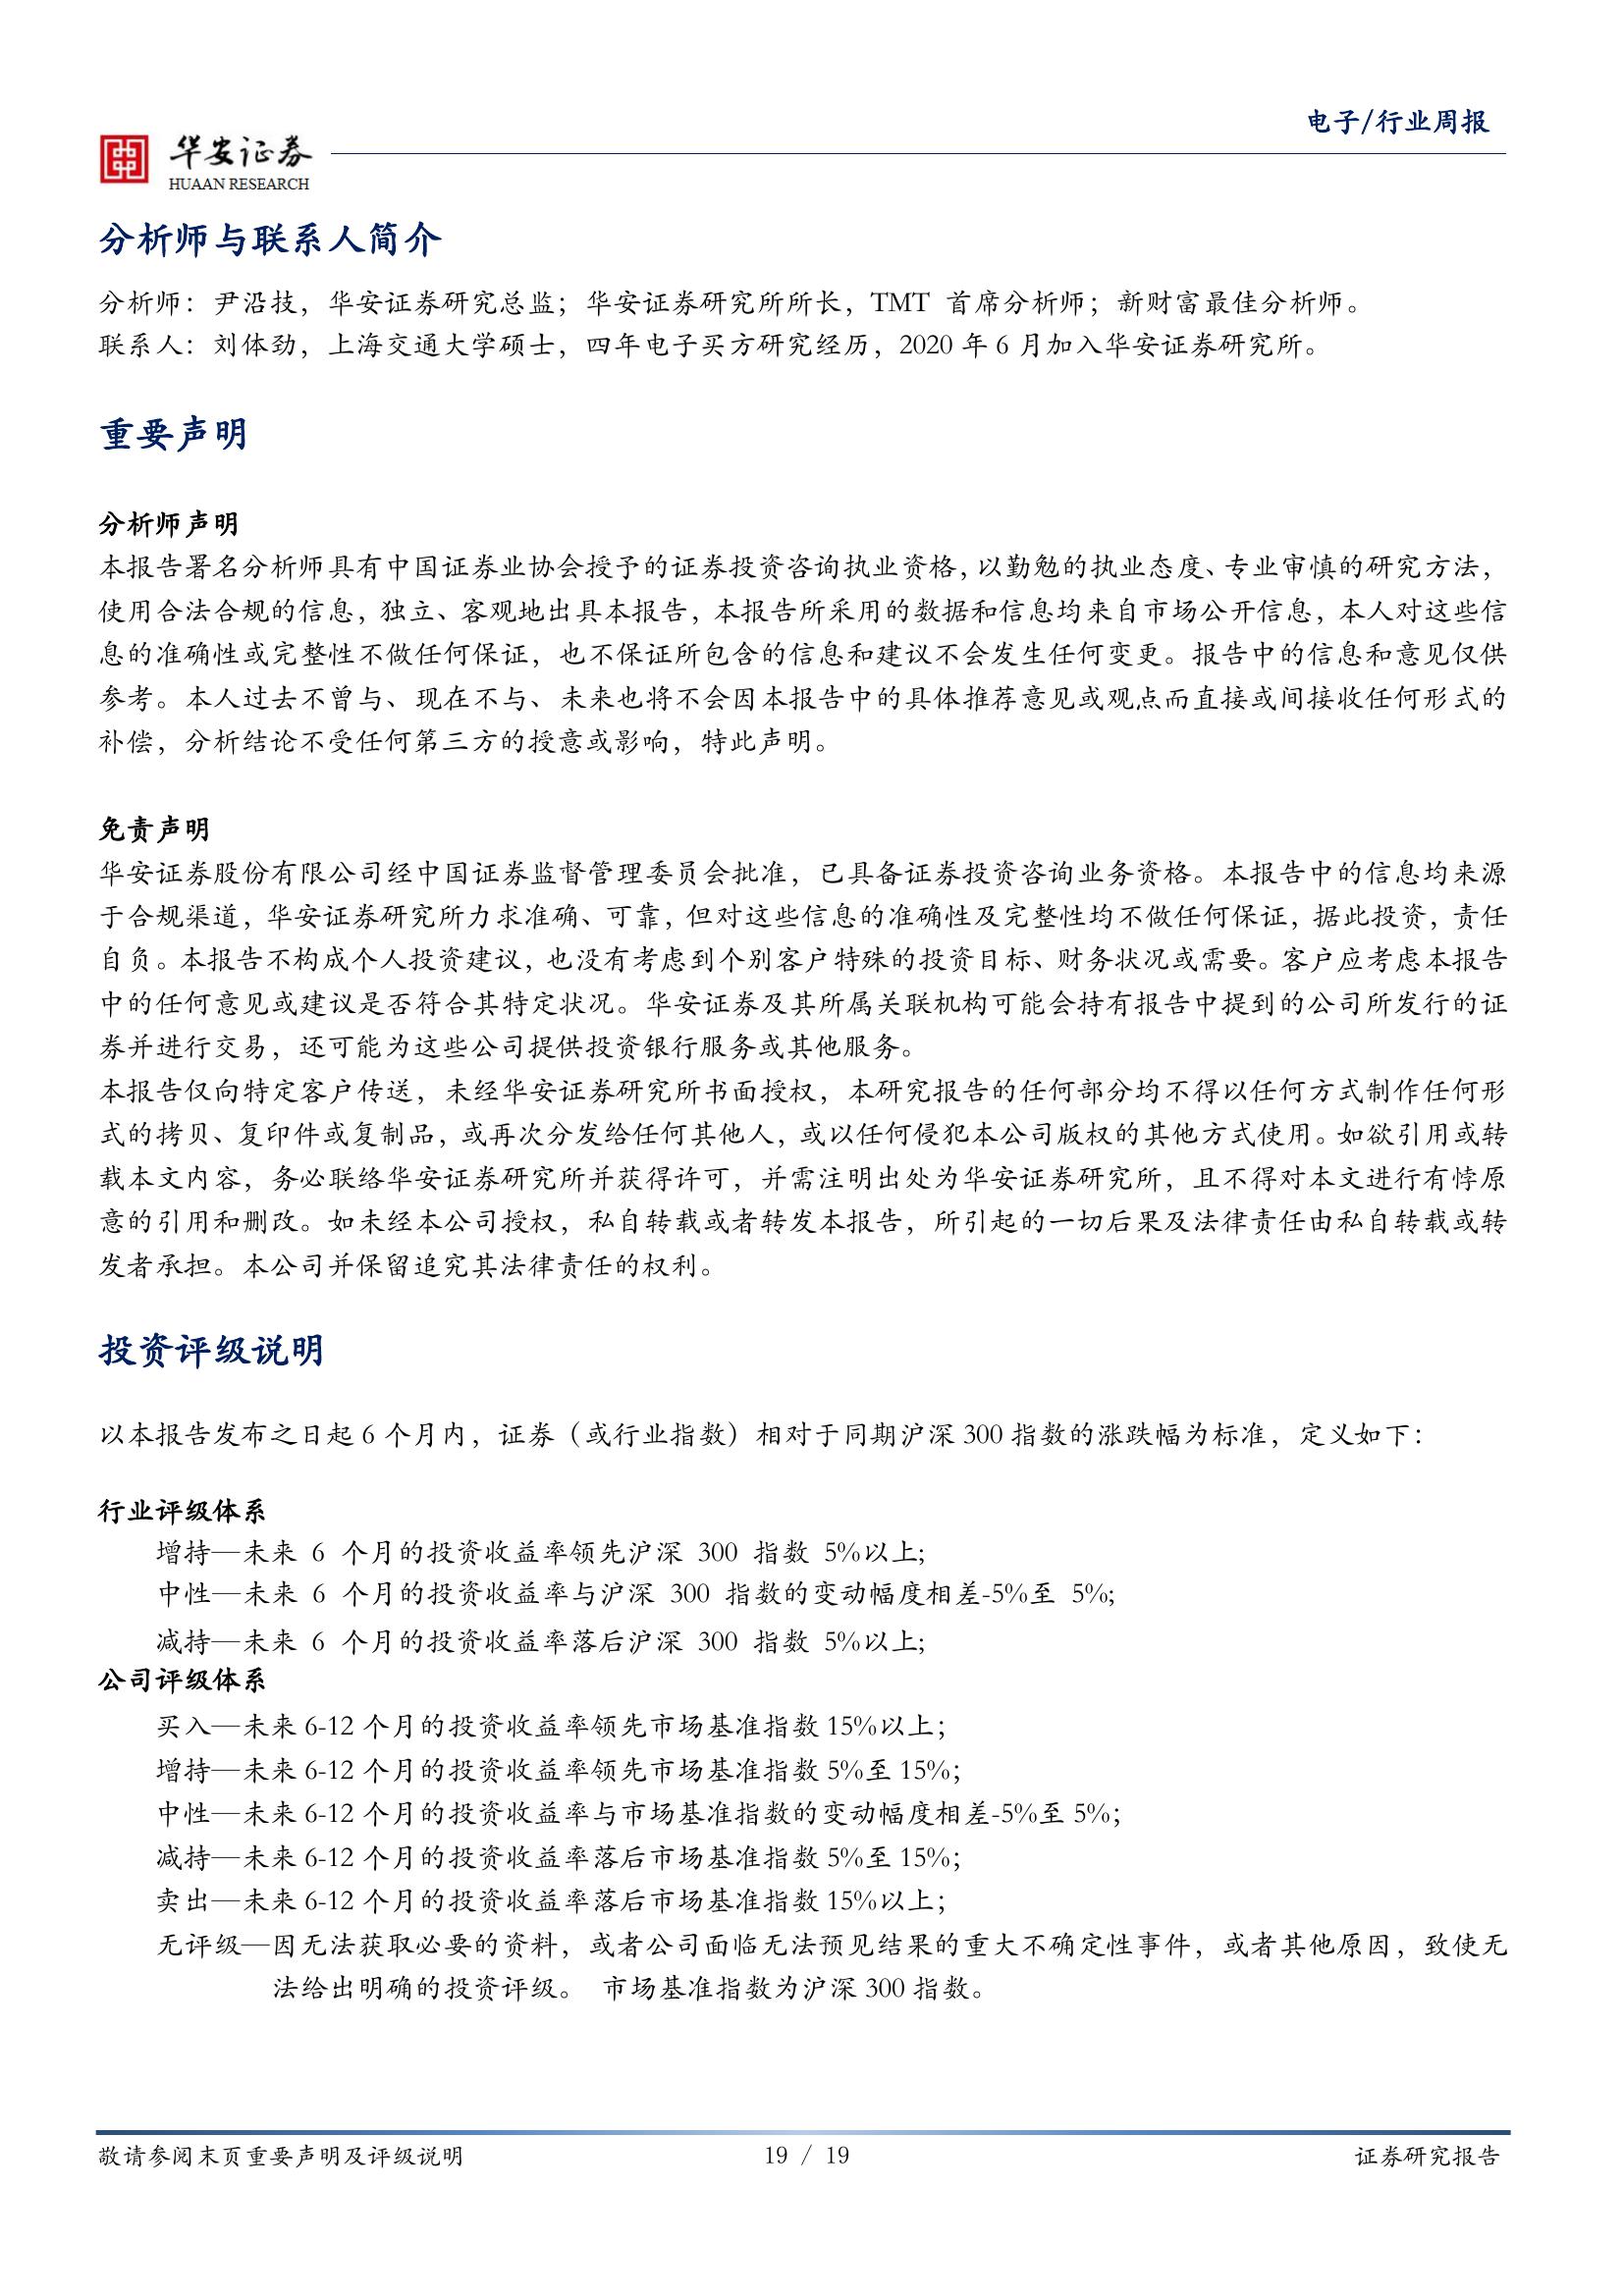 电子/行业周报
华安证券
HUAAN RESEARCH
分析师与联系人简介
分析师：尹沿技，华安证券研究总监；华安证券研究所所长，TMT 首席分析师；新财富最佳分析师。
联系人：刘体劲，上海交通大学硕士，四年电子买方研究经历，2020 年 6 月加入华安证券研究所。
重要声明
分析师声明
本报告署名分析师具有中国证券业协会授予的证券投资咨询执业资格，以勤勉的执业态度、专业审慎的研究方法，
使用合法合规的信息，独立、客观地出具本报告，本报告所采用的数据和信息均来自市场公开信息，本人对这些信
息的准确性或完整性不做任何保证，也不保证所包含的信息和建议不会发生任何变更。报告中的信息和意见仅供
参考。本人过去不曾与、现在不与、未来也将不会因本报告中的具体推荐意见或观点而直接或间接收任何形式的
补偿，分析结论不受任何第三方的授意或影响，特此声明。
免责声明
华安证券股份有限公司经中国证券监督管理委员会批准，已具备证券投资咨询业务资格。本报告中的信息均来源
于合规渠道，华安证券研究所力求准确、可靠，但对这些信息的准确性及完整性均不做任何保证，据此投资，责任
自负。本报告不构成个人投资建议，也没有考虑到个别客户特殊的投资目标、财务状况或需要。客户应考虑本报告
中的任何意见或建议是否符合其特定状况。华安证券及其所属关联机构可能会持有报告中提到的公司所发行的证
券并进行交易，还可能为这些公司提供投资银行服务或其他服务。
本报告仅向特定客户传送，未经华安证券研究所书面授权，本研究报告的任何部分均不得以任何方式制作任何形
式的拷贝、复印件或复制品，或再次分发给任何其他人，或以任何侵犯本公司版权的其他方式使用。如欲引用或转
载本文内容，务必联络华安证券研究所并获得许可，并需注明出处为华安证券研究所，且不得对本文进行有悖原
意的引用和删改。如未经本公司授权，私自转载或者转发本报告，所引起的一切后果及法律责任由私自转载或转
发者承担。本公司并保留追究其法律责任的权利。
投资评级说明
以本报告发布之日起 6 个月内，证券（或行业指数）相对于同期沪深 300 指数的涨跌幅为标准，定义如下：
行业评级体系
增持—未来 6 个月的投资收益率领先沪深 300 指数 5%以上;
中性—未来 6 个月的投资收益率与沪深 300 指数的变动幅度相差-5%至 5%;
减持—未来 6 个月的投资收益率落后沪深 300 指数 5%以上;
公司评级体系
买入—未来 6-12 个月的投资收益率领先市场基准指数 15%以上；
增持—未来 6-12 个月的投资收益率领先市场基准指数 5%至 15%；
中性—未来 6-12 个月的投资收益率与市场基准指数的变动幅度相差-5%至 5%；
减持—未来 6-12 个月的投资收益率落后市场基准指数 5%至 15%；
卖出—未来 6-12 个月的投资收益率落后市场基准指数 15%以上；
无评级—因无法获取必要的资料，或者公司面临无法预见结果的重大不确定性事件，或者其他原因，致使无
法给出明确的投资评级。 市场基准指数为沪深 300 指数。
敬请参阅末页重要声明及评级说明
19 / 19
证券研究报告